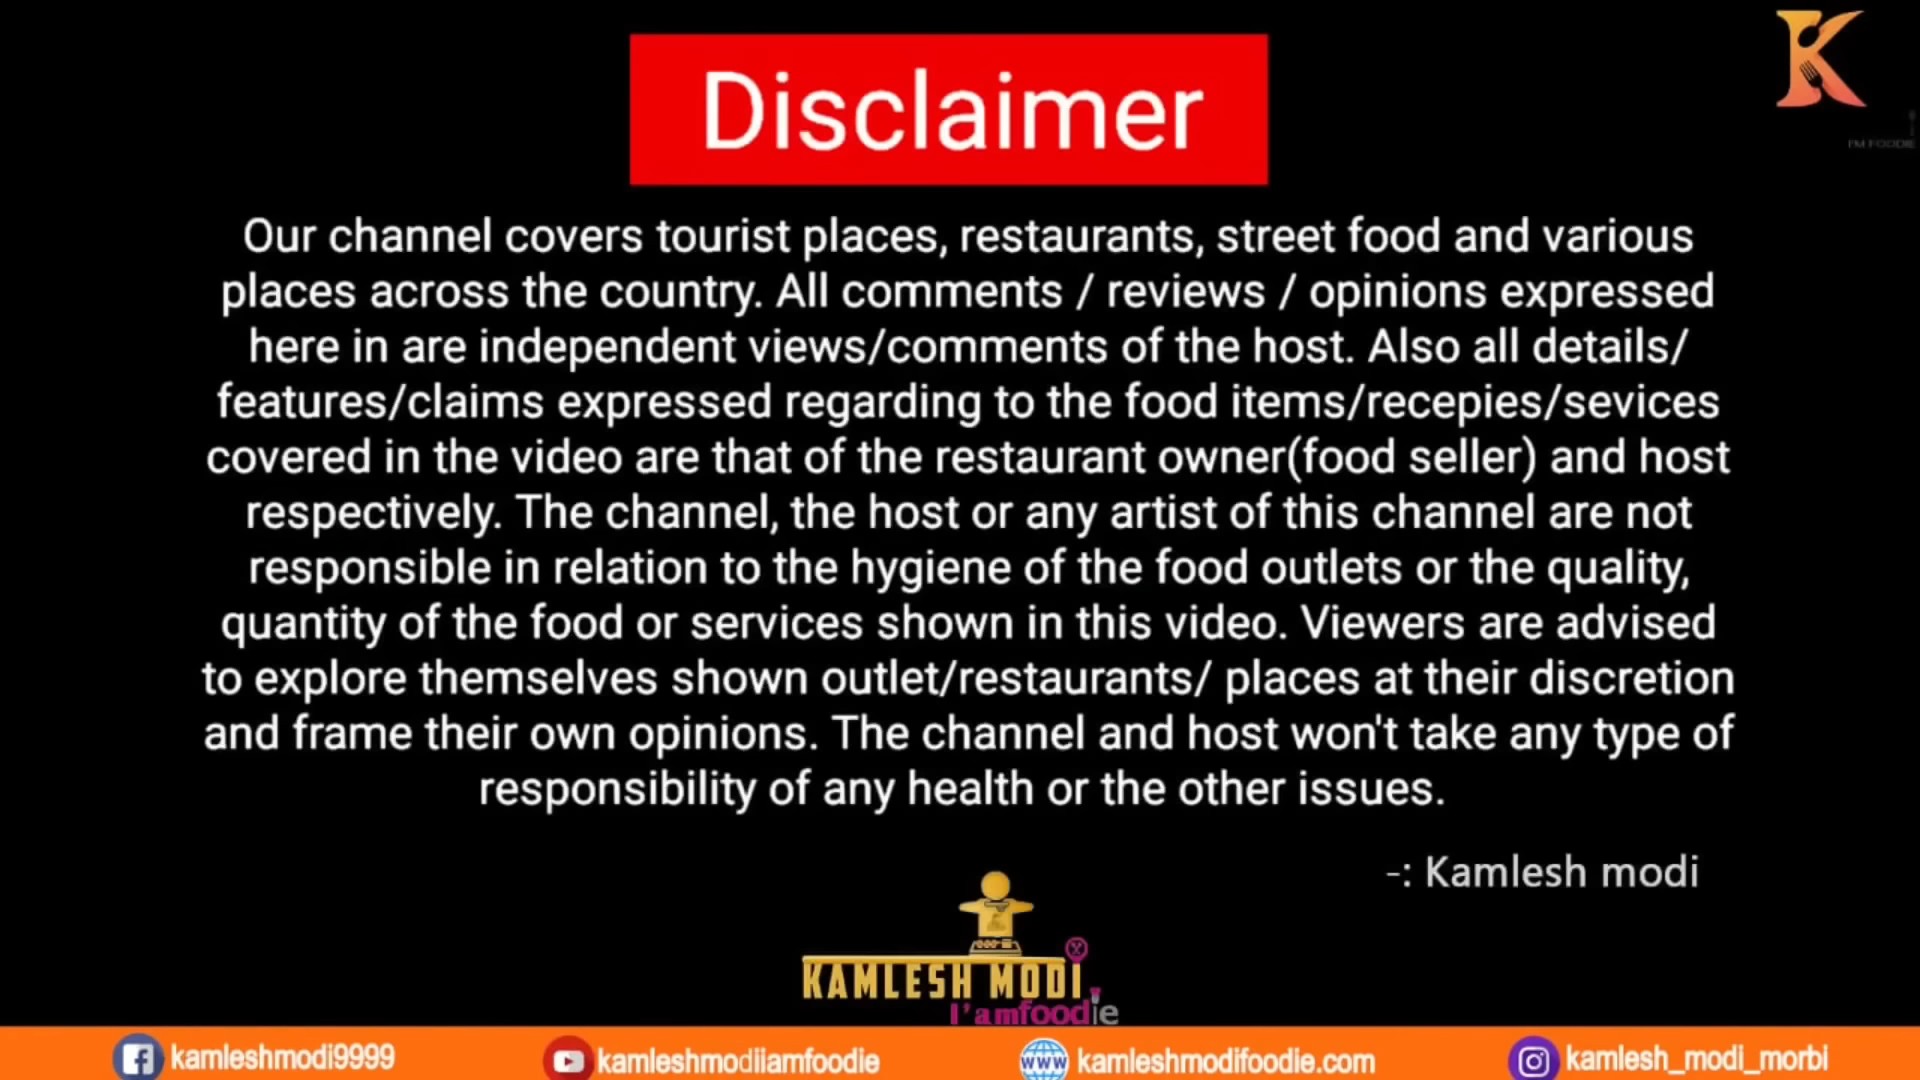 Disclaimer
I'M FOODIE
Our channel covers tourist places, restaurants, street food and various
places across the country. All comments / reviews / opinions expressed
here in are independent views/comments of the host. Also all details/
features/claims expressed regarding to the food items/recepies/sevices
covered in the video are that of the restaurant owner(food seller) and host
respectively. The channel, the host or any artist of this channel are not
responsible in relation to the hygiene of the food outlets or the quality,
quantity of the food or services shown in this video. Viewers are advised
to explore themselves shown outlet/restaurants/ places at their discretion
and frame their own opinions. The channel and host won't take any type of
responsibility of any health or the other issues.
-: Kamlesh modi
KAMLESH MODI
I'amfoodie
kamleshmodi9999
kamleshmodiiamfoodie
www
kamleshmodifoodie.com
kamlesh_modi_morbi